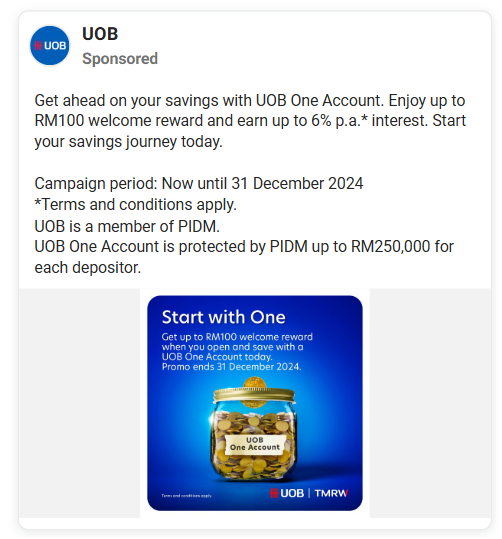 UOB
UOB
Sponsored
Get ahead on your savings with UOB One Account. Enjoy up to
RM100 welcome reward and earn up to 6% p.a.* interest. Start
your savings journey today.
Campaign period: Now until 31 December 2024
*Terms and conditions apply.
UOB is a member of PIDM.
UOB One Account is protected by PIDM up to RM250,000 for
each depositor.
Start with One
Get up to RM100 welcome reward
when you open and save with a
UOB One Account today.
Promo ends 31 December 2024.
UOB
One Account
Terms and conditions apply.
UOB | TMRW